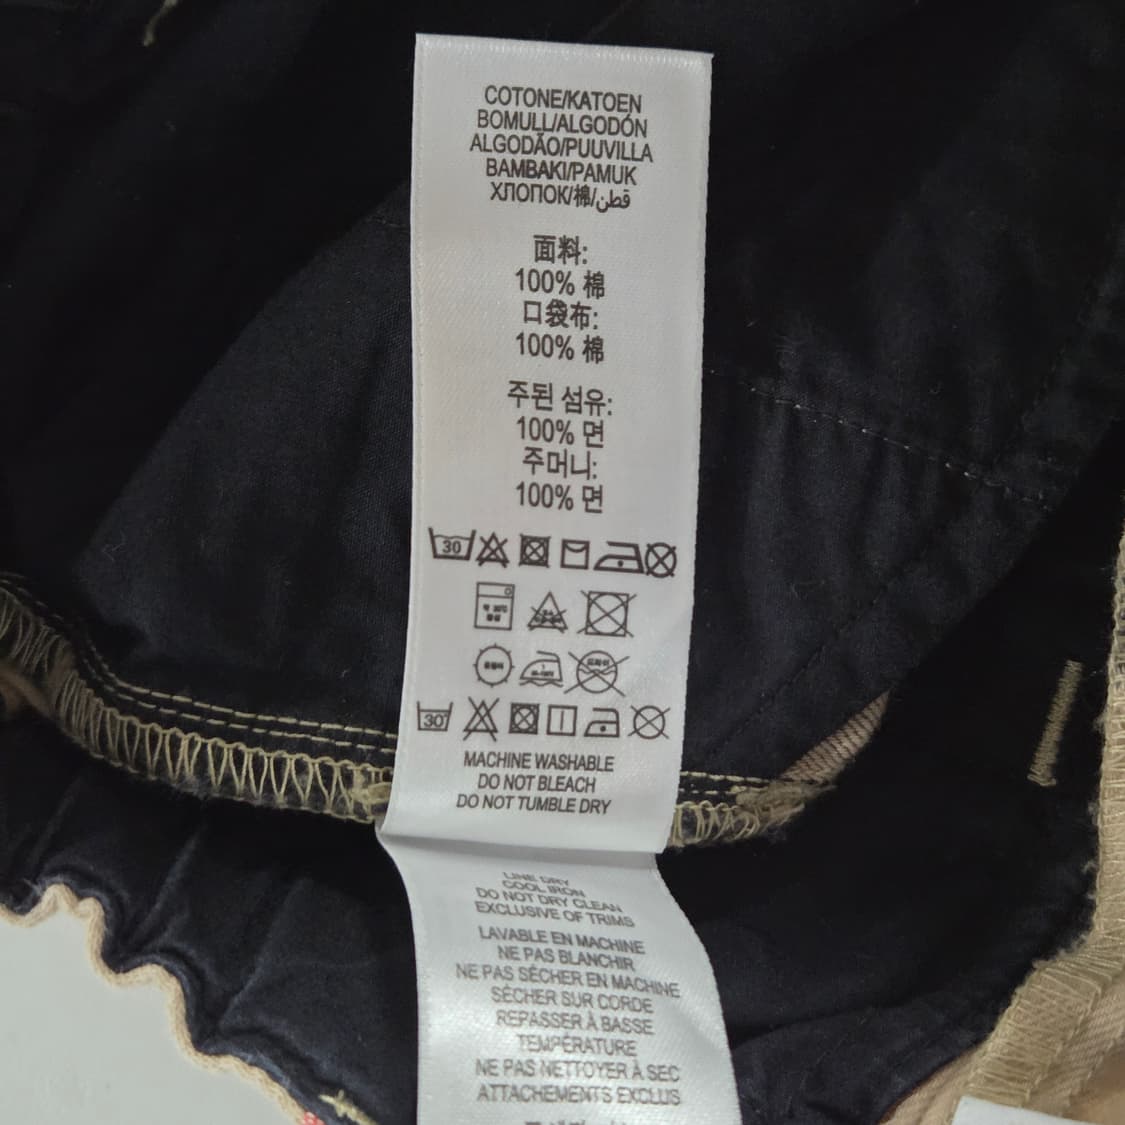 COTONE/KATOEN
BOMULL/ALGODÓN
ALGODÃO/PUUVILLA
BAMBAKI/PAMUK
ХЛОПОК/棉/قطن
面料:
100% 棉
口袋布:
100% 棉
주된 섬유:
100% 면
주머니:
100% 면
30
30
MACHINE WASHABLE
DO NOT BLEACH
DO NOT TUMBLE DRY
LINE DRY
COOL IRON
DO NOT DRY CLEAN
EXCLUSIVE OF TRIMS
LAVABLE EN MACHINE
NE PAS BLANCHIR
NE PAS SÉCHER EN MACHINE
SÉCHER SUR CORDE
REPASSER À BASSE
TEMPÉRATURE
NE PAS NETTOYER À SEC
ATTACHEMENTS EXCLUS